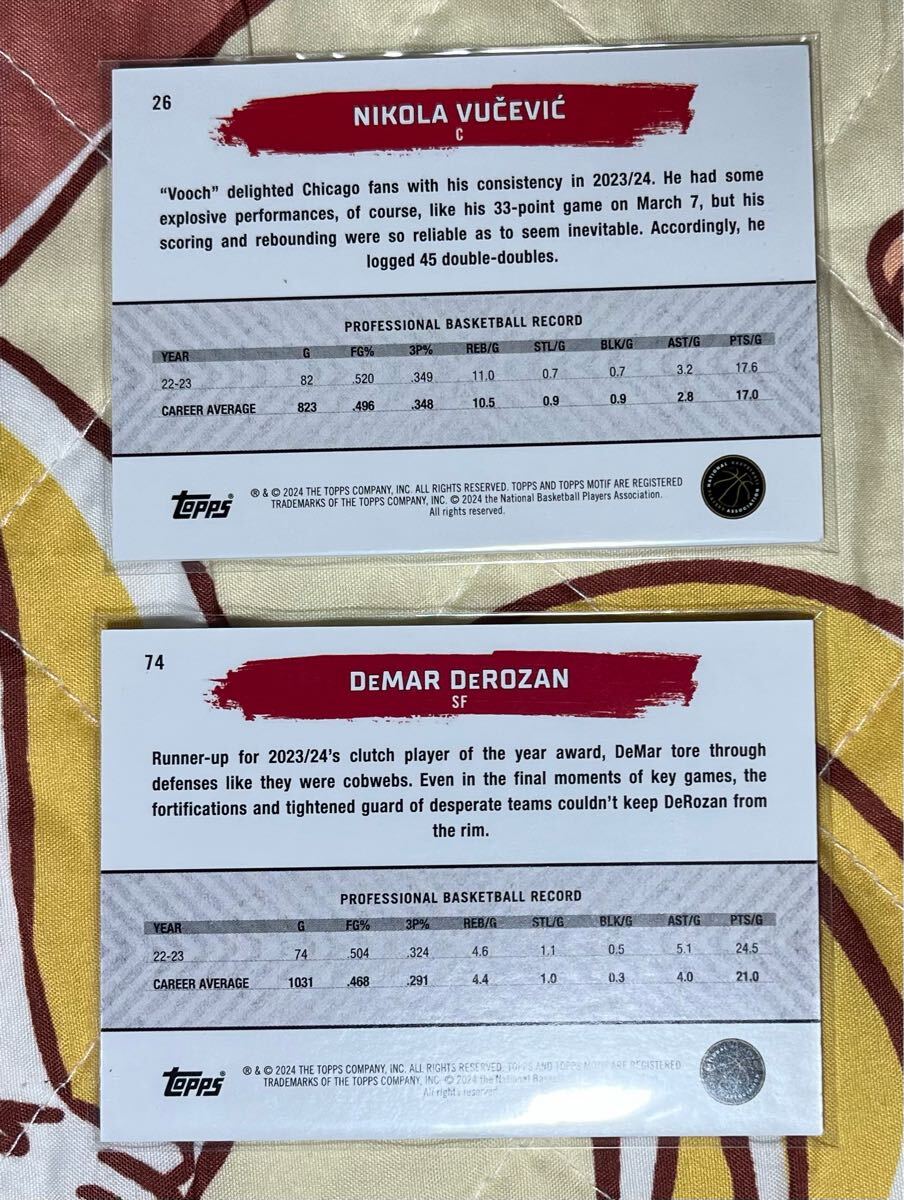 26
NIKOLA VUČEVIĆ
C
"Vooch" delighted Chicago fans with his consistency in 2023/24. He had some
explosive performances, of course, like his 33-point game on March 7, but his
scoring and rebounding were so reliable as to seem inevitable. Accordingly, he
logged 45 double-doubles.
PROFESSIONAL BASKETBALL RECORD
YEAR G FG% 3P% REB/G STL/G BLK/G AST/G PTS/G
22-23 82 .520 .349 11.0 0.7 0.7 3.2 17.6
CAREER AVERAGE 823 .496 .348 10.5 0.9 0.9 2.8 17.0
topps®
® & © 2024 THE TOPPS COMPANY, INC. ALL RIGHTS RESERVED. TOPPS AND TOPPS MOTIF ARE REGISTERED
TRADEMARKS OF THE TOPPS COMPANY, INC. © 2024 the National Basketball Players Association.
All rights reserved.
NATIONAL BASKETBALL
ASSOCIATION
74
DEMAR DEROZAN
SF
Runner-up for 2023/24's clutch player of the year award, DeMar tore through
defenses like they were cobwebs. Even in the final moments of key games, the
fortifications and tightened guard of desperate teams couldn't keep DeRozan from
the rim.
PROFESSIONAL BASKETBALL RECORD
YEAR G FG% 3P% REB/G STL/G BLK/G AST/G PTS/G
22-23 74 .504 .324 4.6 1.1 0.5 5.1 24.5
CAREER AVERAGE 1031 .468 .291 4.4 1.0 0.3 4.0 21.0
topps®
® & © 2024 THE TOPPS COMPANY, INC. ALL RIGHTS RESERVED. TOPPS AND TOPPS MOTIF ARE REGISTERED
TRADEMARKS OF THE TOPPS COMPANY, INC. © 2024 the National
All rights reserved